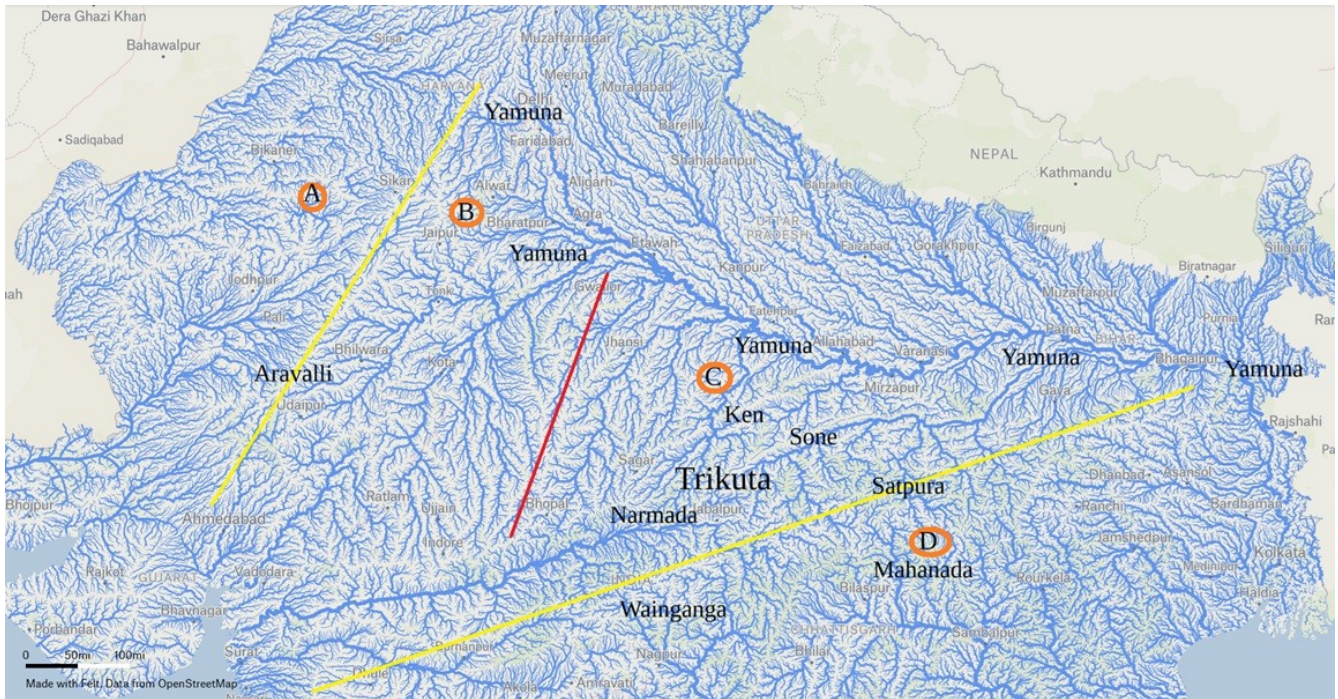 Dera Ghazi Khan
Bahawalpur
Sirsa
Muzaffarnagar
Meerut
HARYAN
Muradabad
Delhi
Yamuna
Faridabad
Bareilly
Sadiqabad
Bikaner
Shahjahanpur
NEPAL
Kathmandu
A
Sikar
Alwar
Aligarh
Bahraich
B
Bharatpur
Agra
UTTAR
PRADESH
Jaipur
Etawah
Faizabad
Gorakhpur
Birgunj
Siliguri
Yamuna
Kanpur
Biratnagar
Jodhpur
Tonk
Gwalior
Muzaffarpur
Pali
Fatehpur
Purnia
Bhilwara
Jhansi
Yamuna
Allahabad
Patna
BIHAR
Kota
Varanasi
Yamuna
Bhagalpur
Yamuna
Aravalli
C
Mirzapur
Gaya
Udaipur
Ken
Rajshahi
Sone
Sagar
Trikuta
Satpura
Dhanbad
Asansol
Bhojpur
Ahmedabad
Ratlam
Ujjain
Bhopal
Narmada
Jabalpur
Ranchi
Bardhaman
Indore
D
Jamshedpur
Rajkot
GUJARAT
Vadodara
Mahanada
Medinipur
Kolkata
Bilaspur
Rourkela
Haldia
Bhavnagar
Wainganga
Porbandar
CHHATTISGARH
Sambalpur
Surat
Burhanpur
Nagpur
Bhilai
0 50mi 100mi
Dhule
Akola
Amravati
Made with Felt. Data from OpenStreetMap